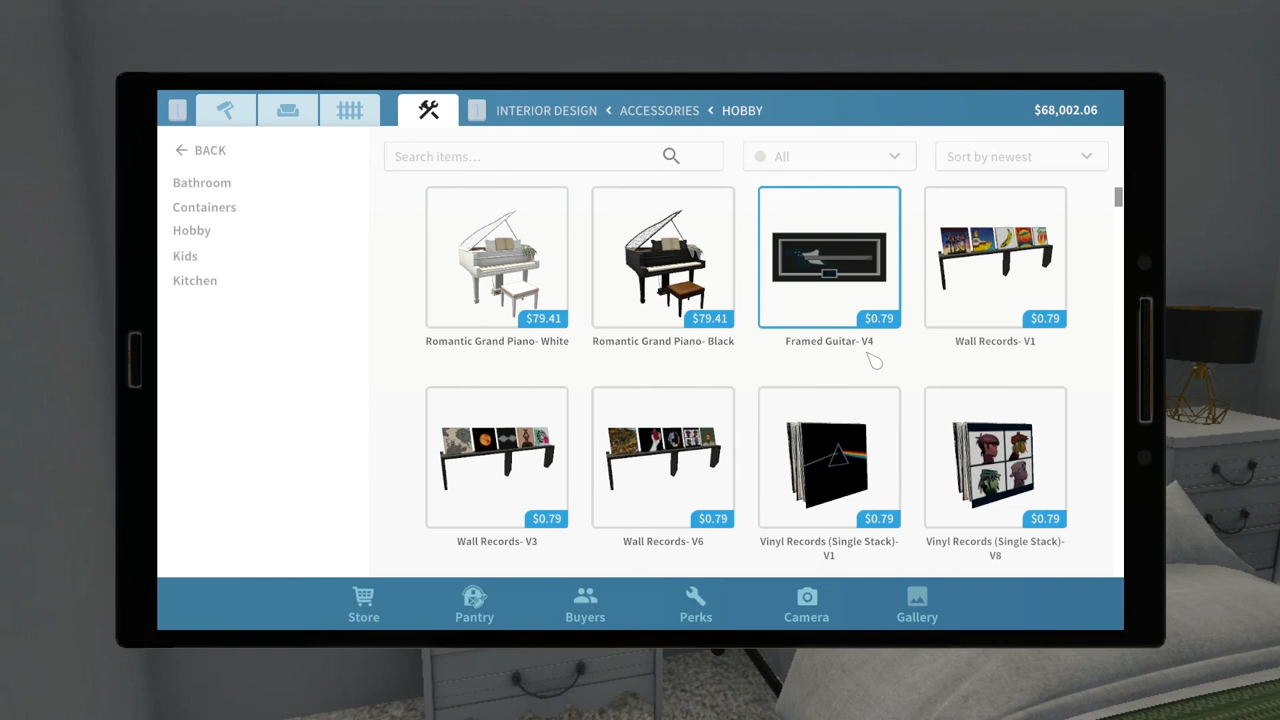 INTERIOR DESIGN < ACCESSORIES < HOBBY
$68,002.06
BACK
Bathroom
Containers
Hobby
Kids
Kitchen
Search items...
All
Sort by newest
$79.41
Romantic Grand Piano- White
$79.41
Romantic Grand Piano- Black
$0.79
Framed Guitar- V4
$0.79
Wall Records- V1
$0.79
Wall Records- V3
$0.79
Wall Records- V6
$0.79
Vinyl Records (Single Stack)-
V1
$0.79
Vinyl Records (Single Stack)-
V8
Store
Pantry
Buyers
Perks
Camera
Gallery